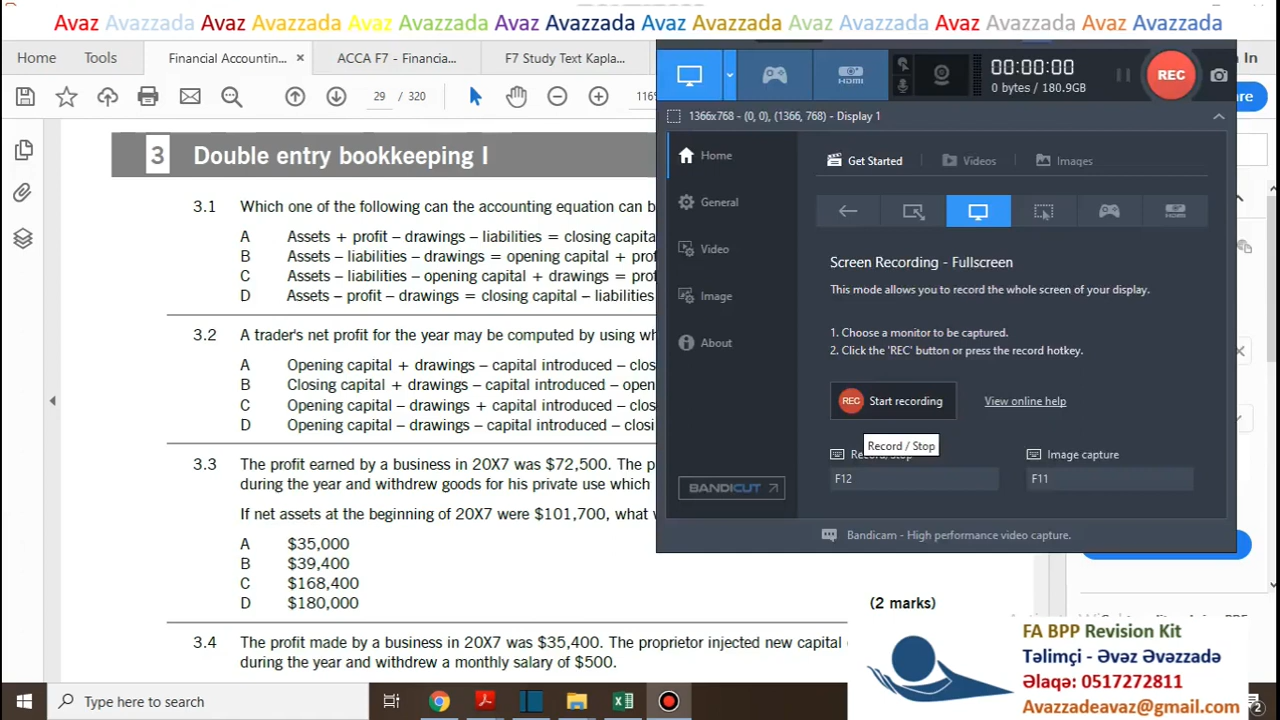 Avaz Avazzada Avaz Avazzada Avaz Avazzada Avaz Avazzada Avaz Avazzada Avaz Avazzada Avaz Avazzada Avaz Avazzada
Home Tools Financial Accountin... × ACCA F7 - Financia... F7 Study Text Kapla... In
29 / 320 116%
3 Double entry bookkeeping I
3.1 Which one of the following can the accounting equation can b
A Assets + profit – drawings – liabilities = closing capita
B Assets – liabilities – drawings = opening capital + prof
C Assets – liabilities – opening capital + drawings = prof
D Assets – profit – drawings = closing capital – liabilities
3.2 A trader's net profit for the year may be computed by using wh
A Opening capital + drawings – capital introduced – clos
B Closing capital + drawings – capital introduced – open
C Opening capital – drawings + capital introduced – clos
D Opening capital – drawings – capital introduced – closi
3.3 The profit earned by a business in 20X7 was $72,500. The p
during the year and withdrew goods for his private use which
If net assets at the beginning of 20X7 were $101,700, what
A $35,000
B $39,400
C $168,400
D $180,000
(2 marks)
3.4 The profit made by a business in 20X7 was $35,400. The proprietor injected new capital
during the year and withdrew a monthly salary of $500.
HDMI
00:00:00
0 bytes / 180.9GB
REC
1366x768 - (0, 0), (1366, 768) - Display 1
Home
General
Video
Image
About
BANDICUT
Get Started Videos Images
HDMI
Screen Recording - Fullscreen
This mode allows you to record the whole screen of your display.
1. Choose a monitor to be captured.
2. Click the 'REC' button or press the record hotkey.
REC Start recording View online help
Record / Stop
Record/Stop Image capture
F12 F11
Bandicam - High performance video capture.
FA BPP Revision Kit
Təlimçi - Əvəz Əvəzzadə
Əlaqə: 0517272811
Avazzadeavaz@gmail.com
Type here to search
2